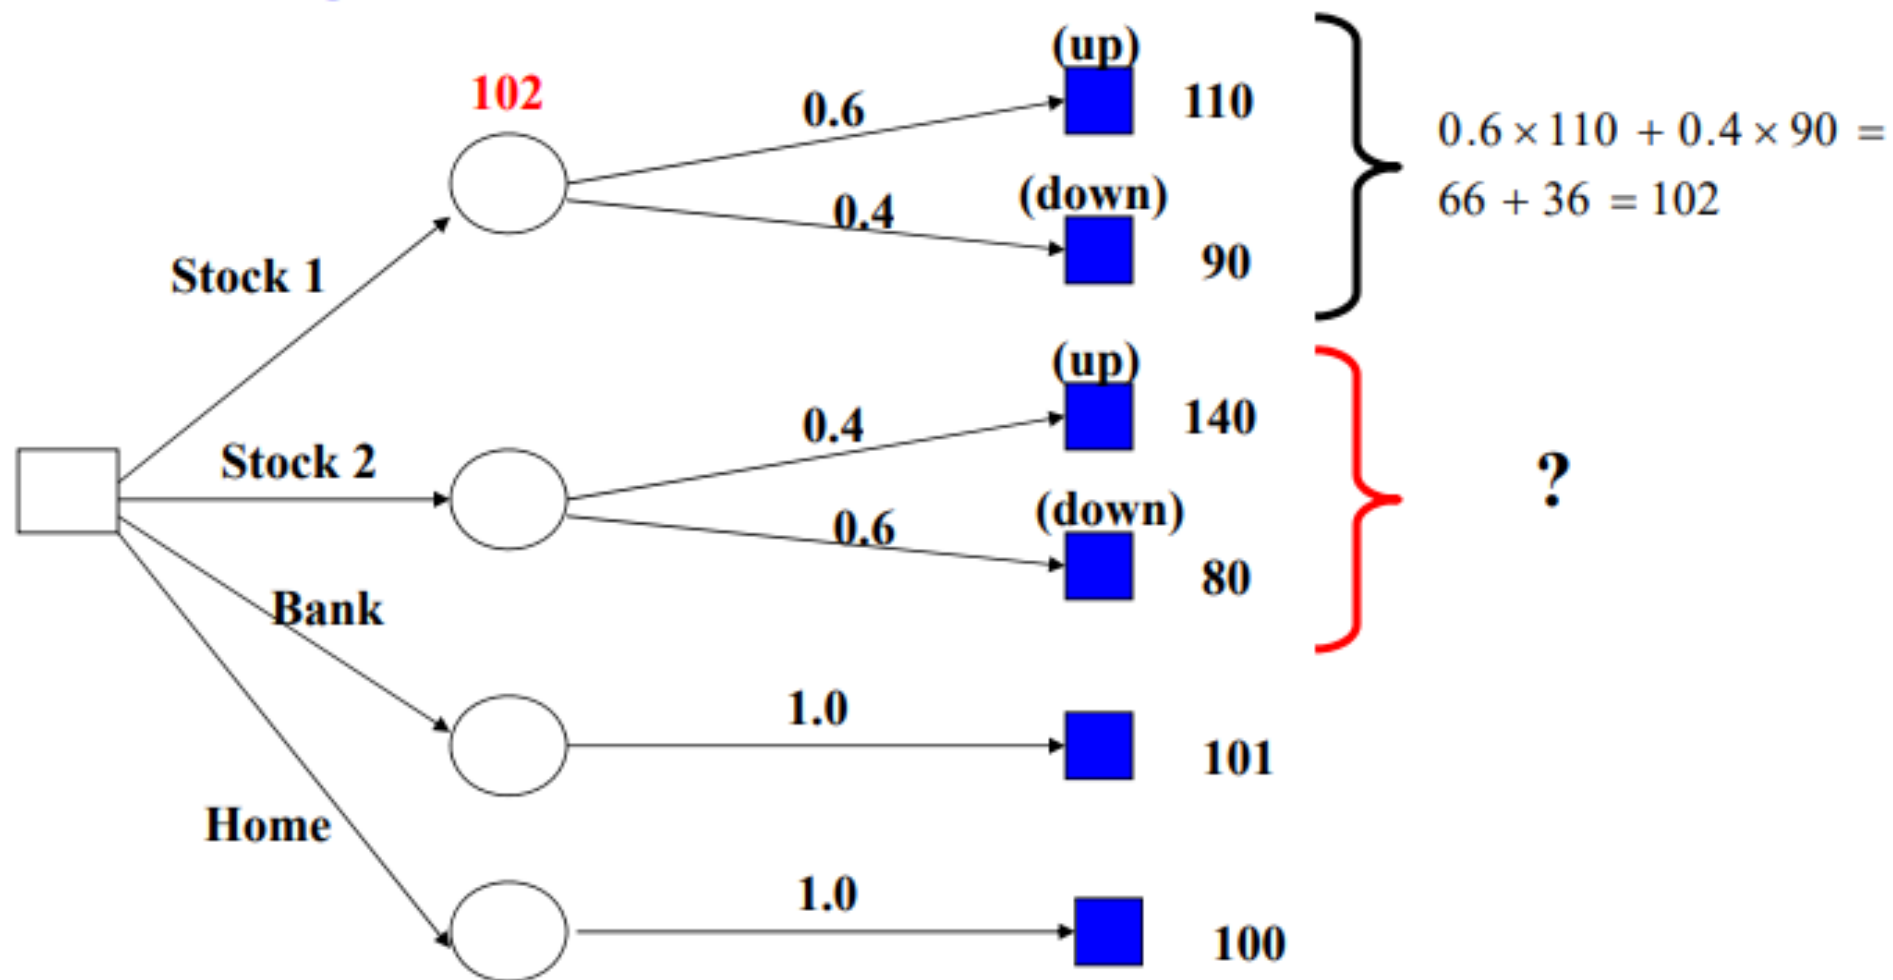 (up)
102
0.6
110
0.6 × 110 + 0.4 × 90 =
(down)
0.4
66 + 36 = 102
90
Stock 1
(up)
0.4
140
Stock 2
?
(down)
0.6
80
Bank
1.0
101
Home
1.0
100